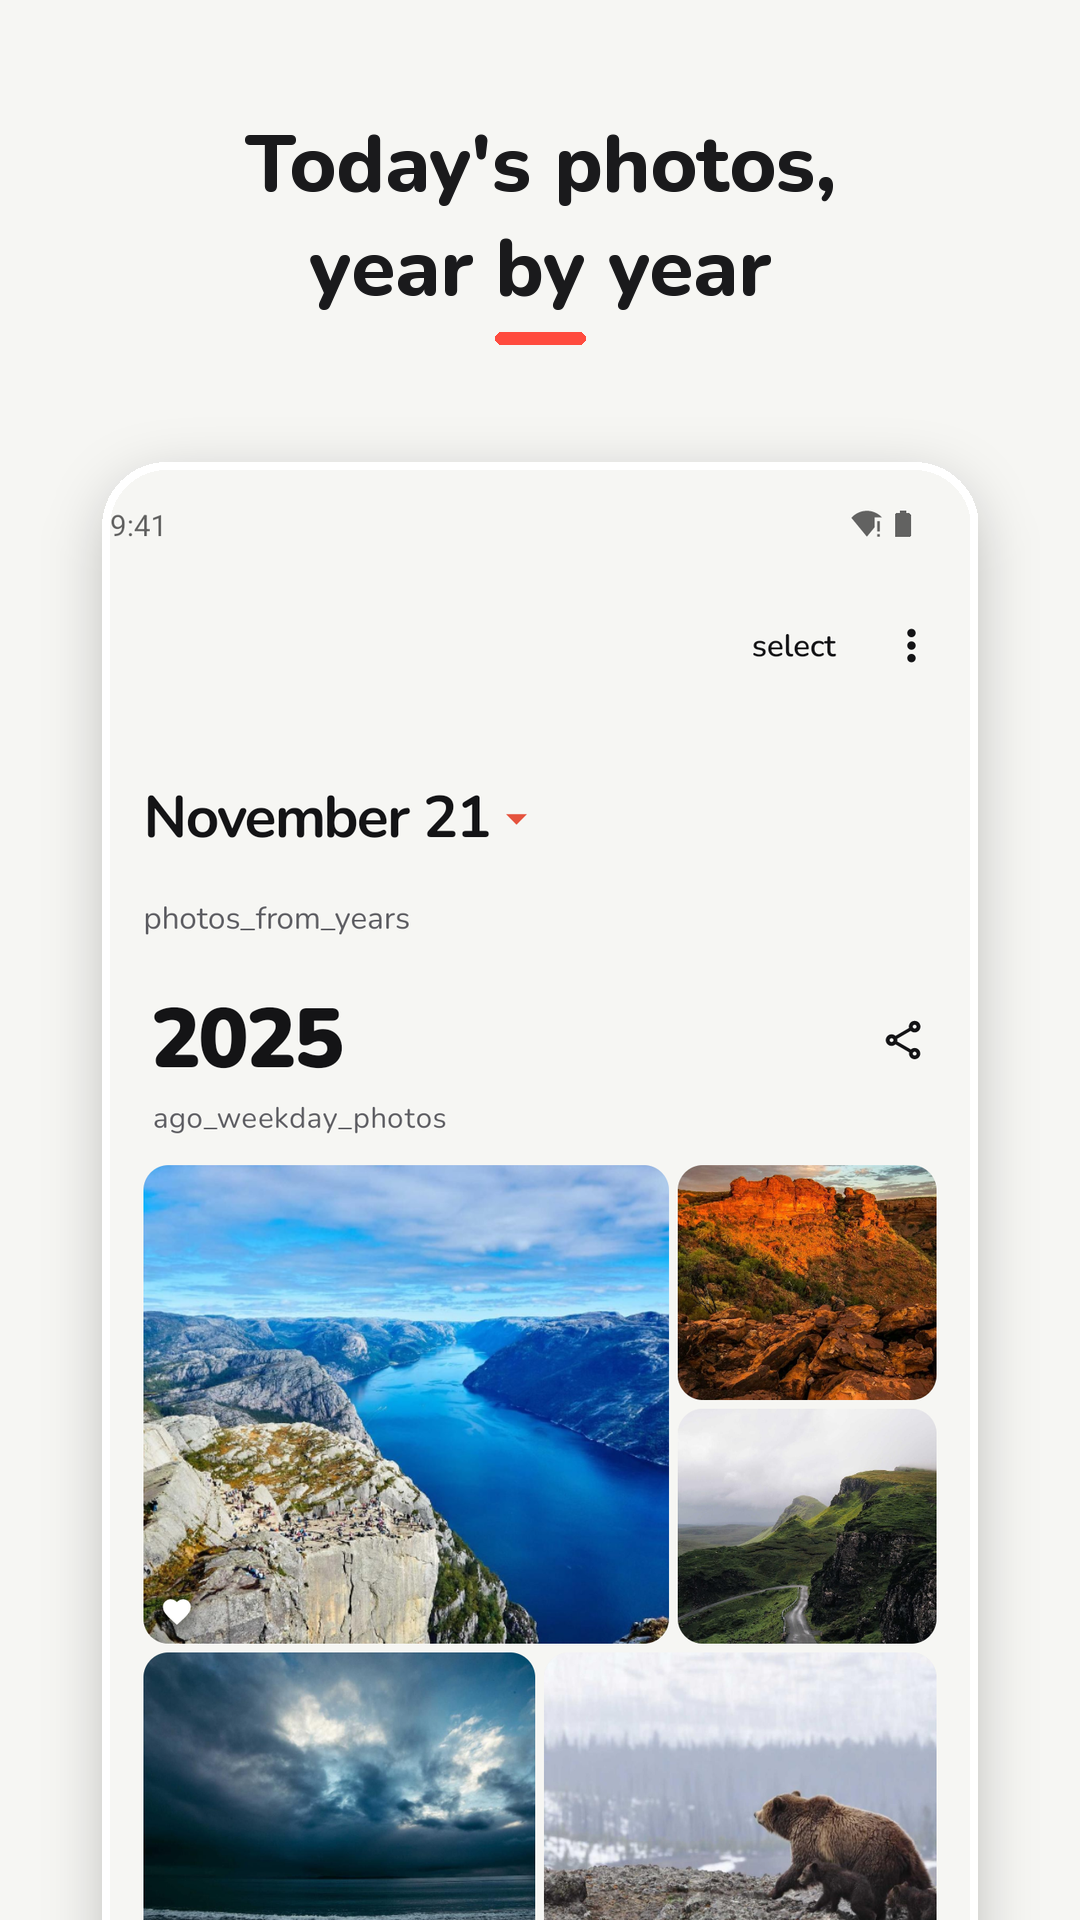 Today's photos,
year by year
9:41
select
November 21
photos_from_years
2025
ago_weekday_photos